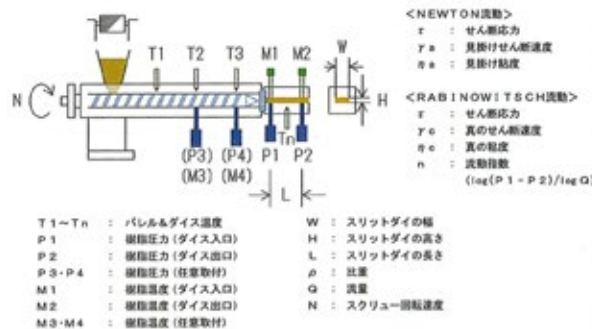 <NEWTON流動>
τ : せん断応力
γa : 見掛けせん断速度
ηa : 見掛け粘度
<RABINOWITSCH流動>
τ : せん断応力
γc : 真のせん断速度
ηc : 真の粘度
n : 流動指数
(log(P1-P2)/logQ)
T1 T2 T3 M1 M2 W
N H
Tn
(P3) (P4) P1 P2
(M3) (M4)
L
T1~Tn : バレル&ダイス温度
P1 : 樹脂圧力(ダイス入口)
P2 : 樹脂圧力(ダイス出口)
P3・P4 : 樹脂圧力(任意取付)
M1 : 樹脂温度(ダイス入口)
M2 : 樹脂温度(ダイス出口)
M3・M4 : 樹脂温度(任意取付)
W : スリットダイの幅
H : スリットダイの高さ
L : スリットダイの長さ
ρ : 比重
Q : 流量
N : スクリュー回転速度